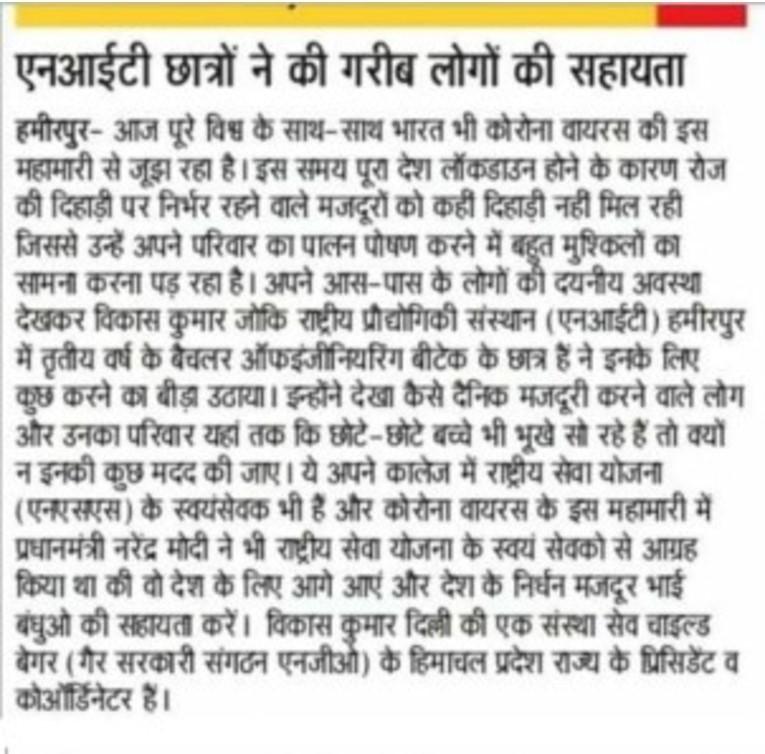 एनआईटी छात्रों ने की गरीब लोगों की सहायता
हमीरपुर- आज पूरे विश्व के साथ-साथ भारत भी कोरोना वायरस की इस
महामारी से जूझ रहा है। इस समय पूरा देश लॉकडाउन होने के कारण रोज
की दिहाड़ी पर निर्भर रहने वाले मजदूरों को कहीं दिहाड़ी नही मिल रही
जिससे उन्हें अपने परिवार का पालन पोषण करने में बहुत मुश्किलों का
सामना करना पड़ रहा है। अपने आस-पास के लोगों की दयनीय अवस्था
देखकर विकास कुमार जोकि राष्ट्रीय प्रौद्योगिकी संस्थान (एनआईटी) हमीरपुर
में तृतीय वर्ष के बैचलर ऑफइंजीनियरिंग बीटेक के छात्र हैं ने इनके लिए
कुछ करने का बीड़ा उठाया। इन्होंने देखा कैसे दैनिक मजदूरी करने वाले लोग
और उनका परिवार यहां तक कि छोटे-छोटे बच्चे भी भूखे सो रहे हैं तो क्यों
न इनकी कुछ मदद की जाए। ये अपने कालेज में राष्ट्रीय सेवा योजना
(एनएसएस) के स्वयंसेवक भी हैं और कोरोना वायरस के इस महामारी में
प्रधानमंत्री नरेंद्र मोदी ने भी राष्ट्रीय सेवा योजना के स्वयं सेवको से आग्रह
किया था की वो देश के लिए आगे आएं और देश के निर्धन मजदूर भाई
बंधुओ की सहायता करें। विकास कुमार दिल्ली की एक संस्था सेव चाइल्ड
बेगर (गैर सरकारी संगठन एनजीओ) के हिमाचल प्रदेश राज्य के प्रिसिडेंट व
कोऑर्डिनेटर हैं।